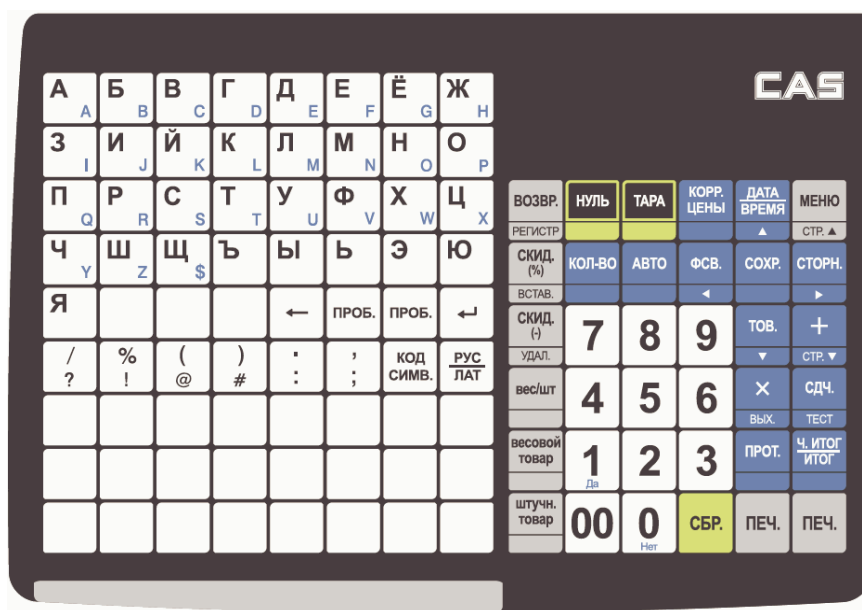 CAS
А A Б B В C Г D Д E Е F Ё G Ж H
З I И J Й K К L Л M М N Н O О P
П Q Р R С S Т T У U Ф V Х W Ц X
Ч Y Ш Z Щ $ Ъ Ы Ь Э Ю
Я ← ПРОБ. ПРОБ. ↵
/ ? % ! ( @ ) # . : , ; КОД СИМВ. РУС ЛАТ
ВОЗВР. НУЛЬ ТАРА КОРР. ЦЕНЫ ДАТА ВРЕМЯ МЕНЮ
РЕГИСТР ▲ СТР. ▲
СКИД. (%) КОЛ-ВО АВТО ФСВ. СОХР. СТОРН.
ВСТАВ. ◀ ▶
СКИД. (-) 7 8 9 ТОВ. +
УДАЛ. ▼ СТР. ▼
вес/шт 4 5 6 × СДЧ.
ВЫХ. ТЕСТ
весовой товар 1 2 3 ПРОТ. Ч. ИТОГ ИТОГ
Да
штучн. товар 00 0 СБР. ПЕЧ. ПЕЧ.
Нет